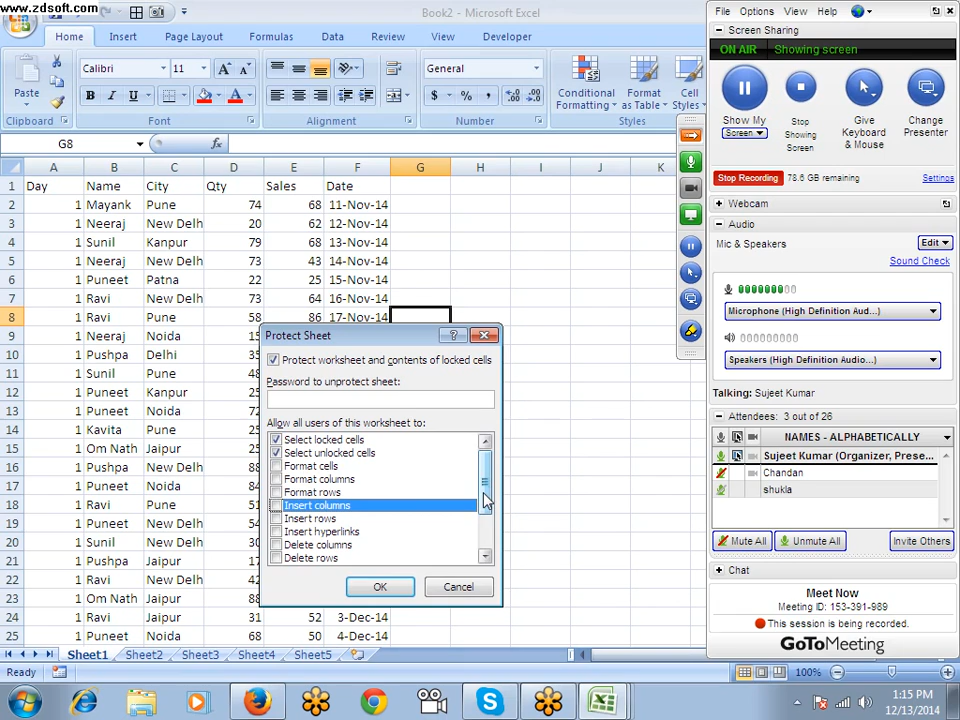 www.zdsoft.com
Book2 - Microsoft Excel
Home Insert Page Layout Formulas Data Review View Developer
Paste
Calibri 11
B I U
A A
General
$ % ,
Conditional Formatting
Format as Table
Cell Styles
Clipboard Font Alignment Number Styles
G8 fx
A B C D E F G H I J K
1 Day Name City Qty Sales Date
2 1 Mayank Pune 74 68 11-Nov-14
3 1 Neeraj New Delh 20 62 12-Nov-14
4 1 Sunil Kanpur 79 68 13-Nov-14
5 1 Neeraj New Delh 73 43 14-Nov-14
6 1 Puneet Patna 22 25 15-Nov-14
7 1 Ravi New Delh 73 64 16-Nov-14
8 1 Ravi Pune 58 86 17-Nov-14
9 1 Neeraj Noida 15
10 1 Pushpa Delhi 35
11 1 Sunil Pune 48
12 1 Puneet Kanpur 25
13 1 Puneet Noida 72
14 1 Kavita Pune 47
15 1 Om Nath Jaipur 25
16 1 Pushpa New Delh 88
17 1 Puneet New Delh 84
18 1 Ravi Pune 51
19 1 Neeraj Pune 54
20 1 Sunil New Delh 30
21 1 Pushpa Jaipur 17
22 1 Ravi New Delh 42
23 1 Om Nath Jaipur 88
24 1 Ravi Jaipur 31 52 3-Dec-14
25 1 Puneet Noida 68 50 4-Dec-14
Sheet1 Sheet2 Sheet3 Sheet4 Sheet5
Ready
100%
Protect Sheet
Protect worksheet and contents of locked cells
Password to unprotect sheet:
Allow all users of this worksheet to:
Select locked cells
Select unlocked cells
Format cells
Format columns
Format rows
Insert columns
Insert rows
Insert hyperlinks
Delete columns
Delete rows
OK Cancel
File Options View Help
Screen Sharing
ON AIR Showing screen
Show My
Screen
Stop Showing Screen
Give Keyboard & Mouse
Change Presenter
Stop Recording 78.6 GB remaining Settings
Webcam
Audio
Mic & Speakers Edit
Sound Check
Microphone (High Definition Aud...)
Speakers (High Definition Audio...)
Talking: Sujeet Kumar
Attendees: 3 out of 26
NAMES - ALPHABETICALLY
Sujeet Kumar (Organizer, Prese...
Chandan
shukla
Mute All Unmute All Invite Others
Chat
Meet Now
Meeting ID: 153-391-989
This session is being recorded.
GoToMeeting
1:15 PM
12/13/2014